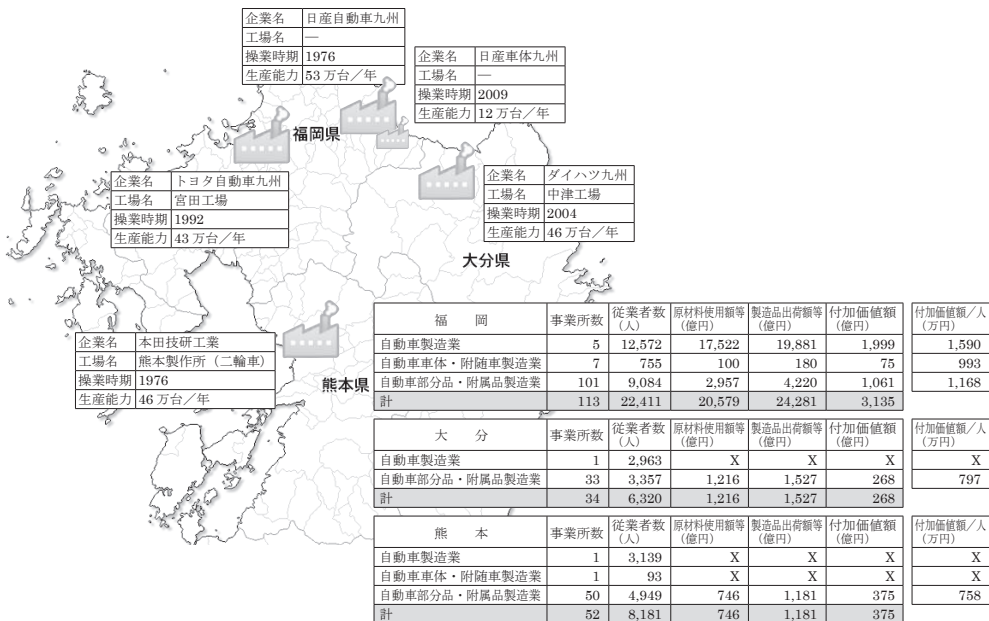 企業名 日産自動車九州
工場名 ―
操業時期 1976
生産能力 53万台／年
企業名 日産車体九州
工場名 ―
操業時期 2009
生産能力 12万台／年
福岡県
企業名 トヨタ自動車九州
工場名 宮田工場
操業時期 1992
生産能力 43万台／年
企業名 ダイハツ九州
工場名 中津工場
操業時期 2004
生産能力 46万台／年
大分県
企業名 本田技研工業
工場名 熊本製作所（二輪車）
操業時期 1976
生産能力 46万台／年
熊本県
福岡 事業所数 従業者数（人） 原材料使用額等（億円） 製造品出荷額等（億円） 付加価値額（億円） 付加価値額／人（万円）
自動車製造業 5 12,572 17,522 19,881 1,999 1,590
自動車車体・附随車製造業 7 755 100 180 75 993
自動車部分品・附属品製造業 101 9,084 2,957 4,220 1,061 1,168
計 113 22,411 20,579 24,281 3,135
大分 事業所数 従業者数（人） 原材料使用額等（億円） 製造品出荷額等（億円） 付加価値額（億円） 付加価値額／人（万円）
自動車製造業 1 2,963 X X X X
自動車部分品・附属品製造業 33 3,357 1,216 1,527 268 797
計 34 6,320 1,216 1,527 268
熊本 事業所数 従業者数（人） 原材料使用額等（億円） 製造品出荷額等（億円） 付加価値額（億円） 付加価値額／人（万円）
自動車製造業 1 3,139 X X X X
自動車車体・附随車製造業 1 93 X X X X
自動車部分品・附属品製造業 50 4,949 746 1,181 375 758
計 52 8,181 746 1,181 375